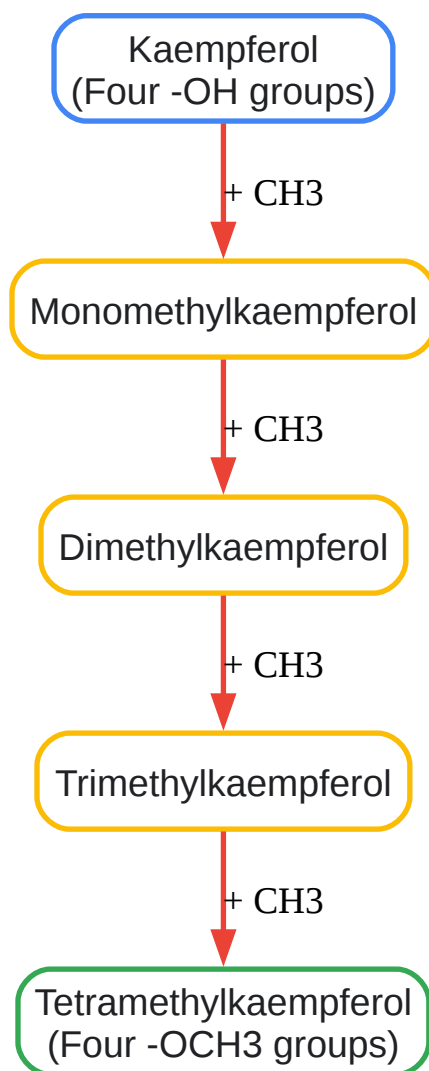 Kaempferol
(Four -OH groups)
+ CH3
Monomethylkaempferol
+ CH3
Dimethylkaempferol
+ CH3
Trimethylkaempferol
+ CH3
Tetramethylkaempferol
(Four -OCH3 groups)